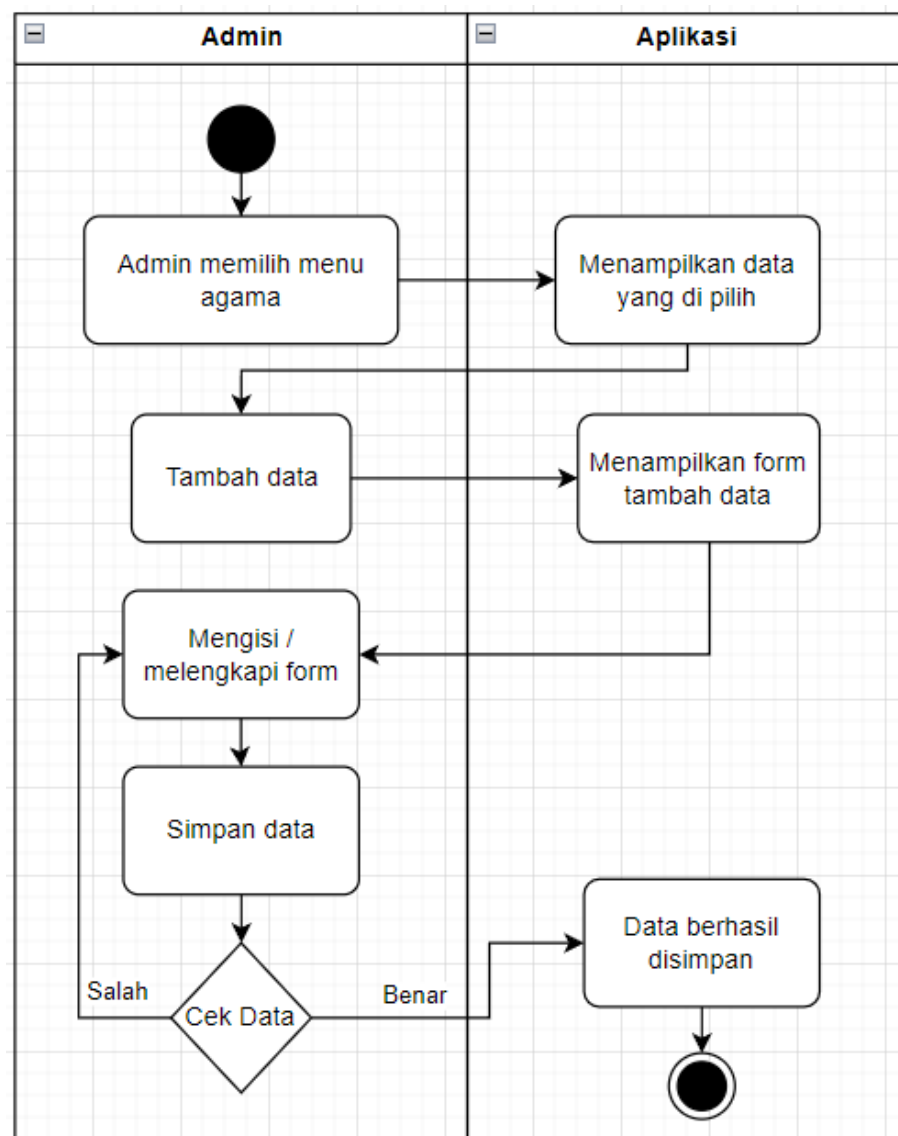 Admin
Aplikasi
Admin memilih menu
agama
Menampilkan data
yang di pilih
Tambah data
Menampilkan form
tambah data
Mengisi /
melengkapi form
Simpan data
Data berhasil
disimpan
Salah
Cek Data
Benar